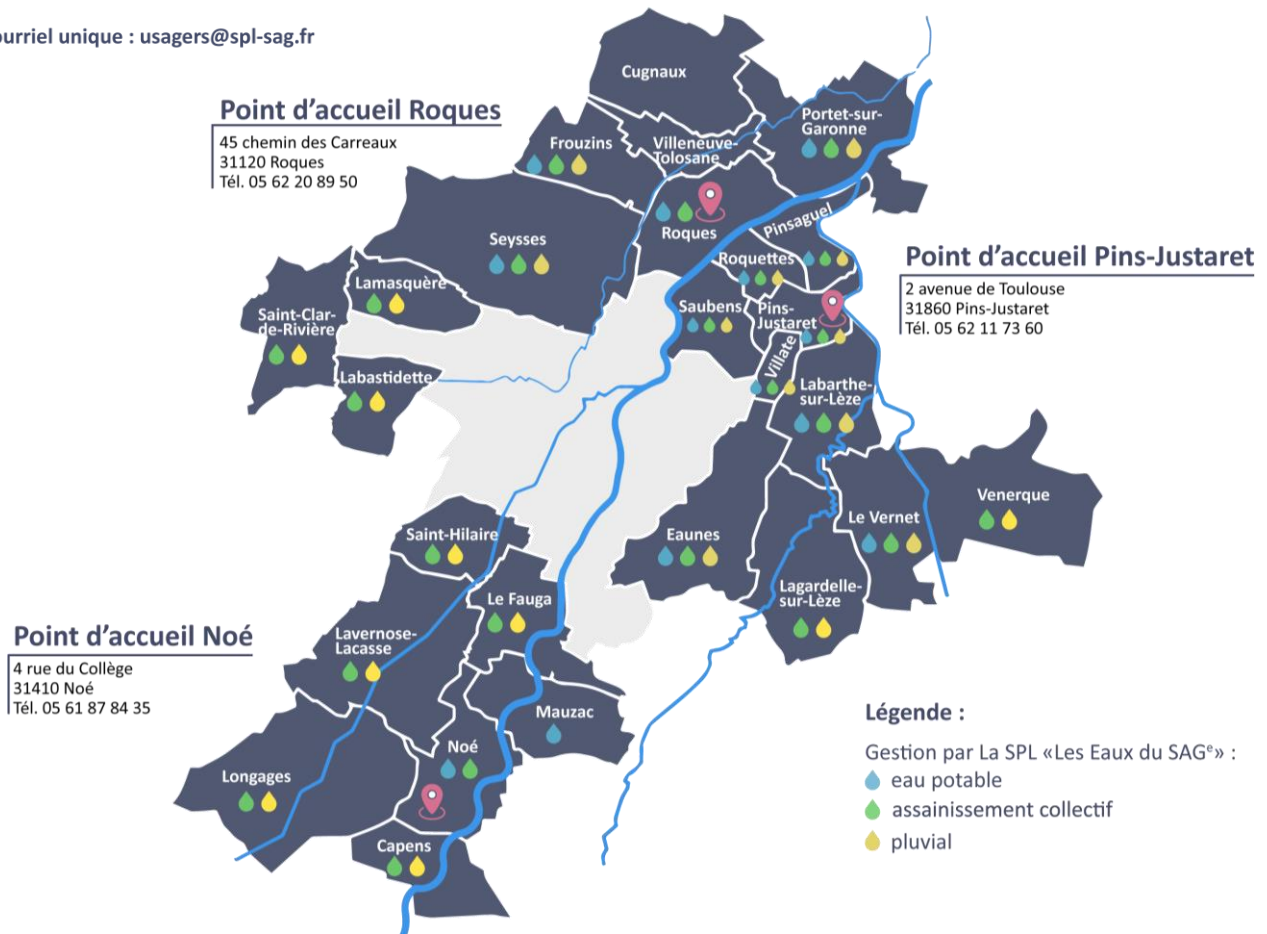 ourriel unique : usagers@spl-sag.fr
Cugnaux
Point d'accueil Roques
45 chemin des Carreaux
31120 Roques
Tél. 05 62 20 89 50
Portet-sur-
Garonne
Frouzins
Villeneuve-
Tolosane
Pinsaguel
Roques
Seysses
Roquettes
Point d'accueil Pins-Justaret
2 avenue de Toulouse
31860 Pins-Justaret
Tél. 05 62 11 73 60
Lamasquère
Saubens
Pins-
Justaret
Saint-Clar-
de-Rivière
Villate
Labastidette
Labarthe-
sur-Lèze
Venerque
Le Vernet
Saint-Hilaire
Eaunes
Lagardelle-
sur-Lèze
Le Fauga
Point d'accueil Noé
4 rue du Collège
31410 Noé
Tél. 05 61 87 84 35
Lavernose-
Lacasse
Mauzac
Noé
Longages
Capens
Légende :
Gestion par La SPL «Les Eaux du SAGe» :
eau potable
assainissement collectif
pluvial